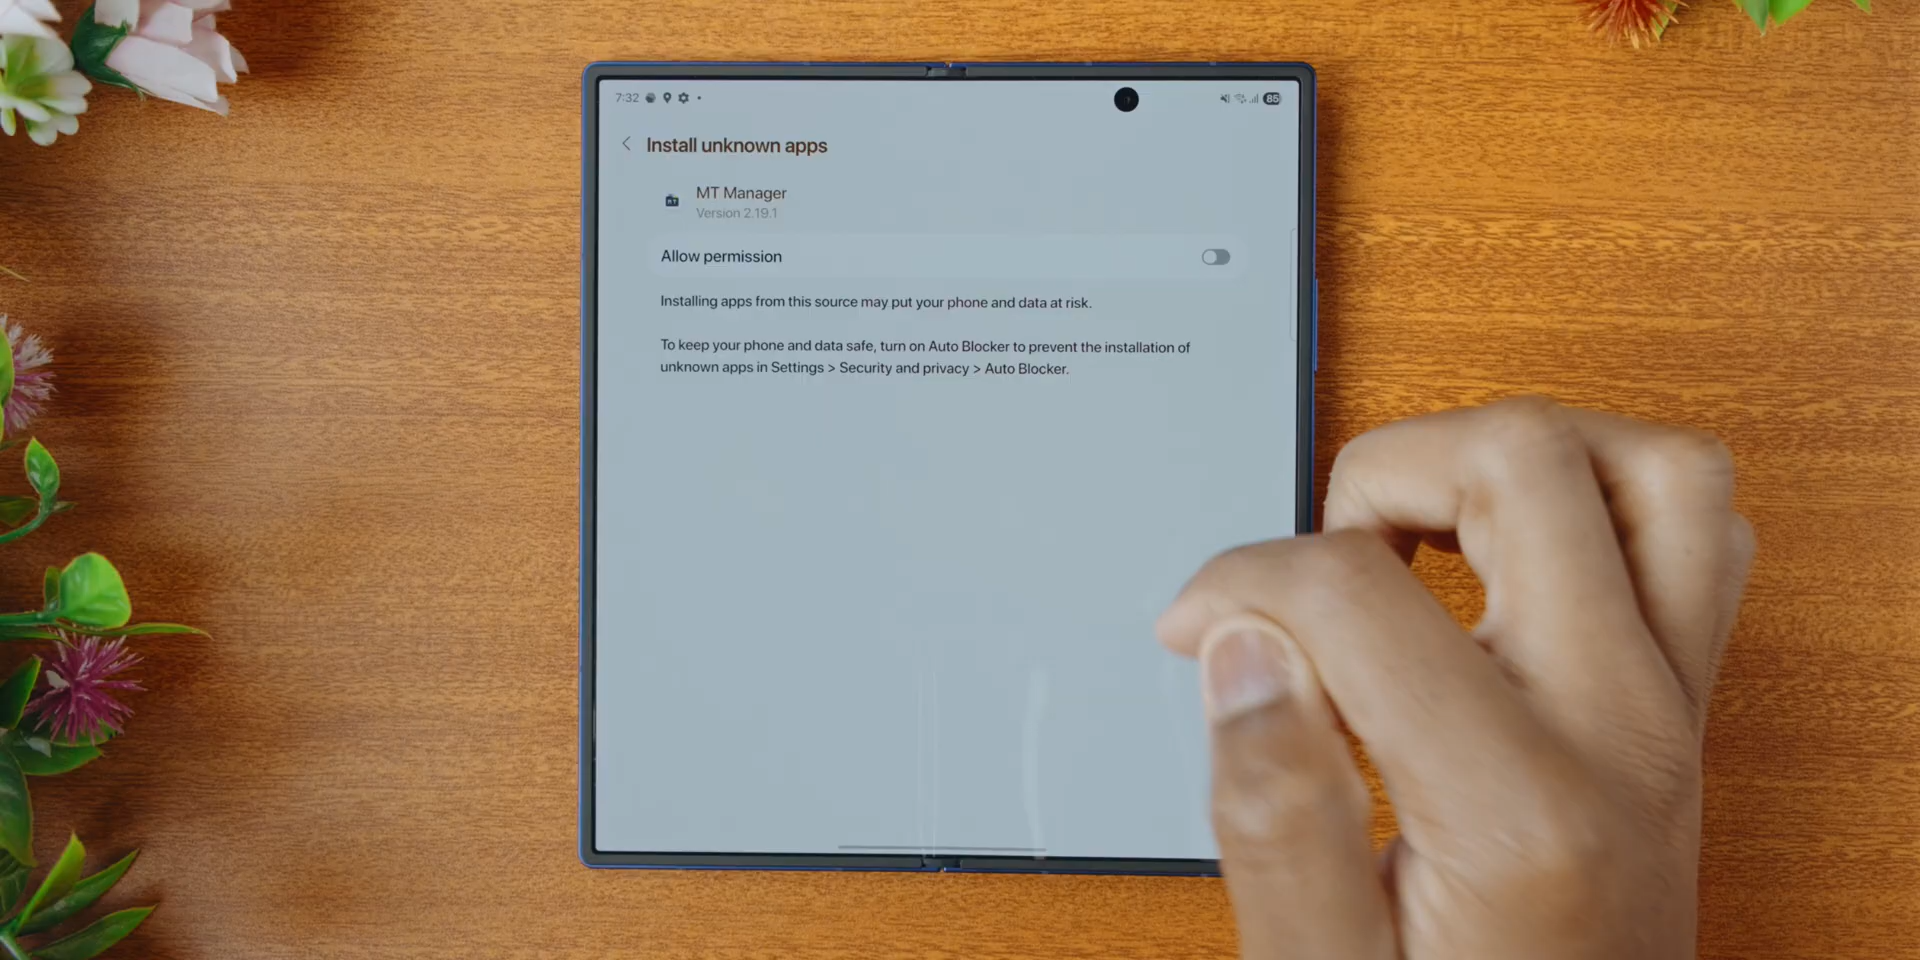 7:32
85
Install unknown apps
MT Manager
Version 2.19.1
Allow permission
Installing apps from this source may put your phone and data at risk.
To keep your phone and data safe, turn on Auto Blocker to prevent the installation of
unknown apps in Settings > Security and privacy > Auto Blocker.